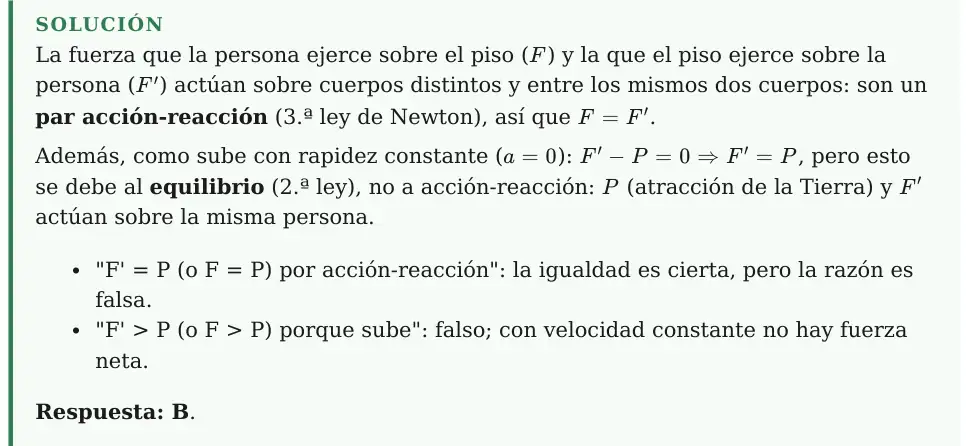 SOLUCIÓN
La fuerza que la persona ejerce sobre el piso (F) y la que el piso ejerce sobre la
persona (F′) actúan sobre cuerpos distintos y entre los mismos dos cuerpos: son un
par acción-reacción (3.ª ley de Newton), así que F = F′.
Además, como sube con rapidez constante (a = 0): F′ − P = 0 ⇒ F′ = P, pero esto
se debe al equilibrio (2.ª ley), no a acción-reacción: P (atracción de la Tierra) y F′
actúan sobre la misma persona.
• "F' = P (o F = P) por acción-reacción": la igualdad es cierta, pero la razón es
falsa.
• "F' > P (o F > P) porque sube": falso; con velocidad constante no hay fuerza
neta.
Respuesta: B.